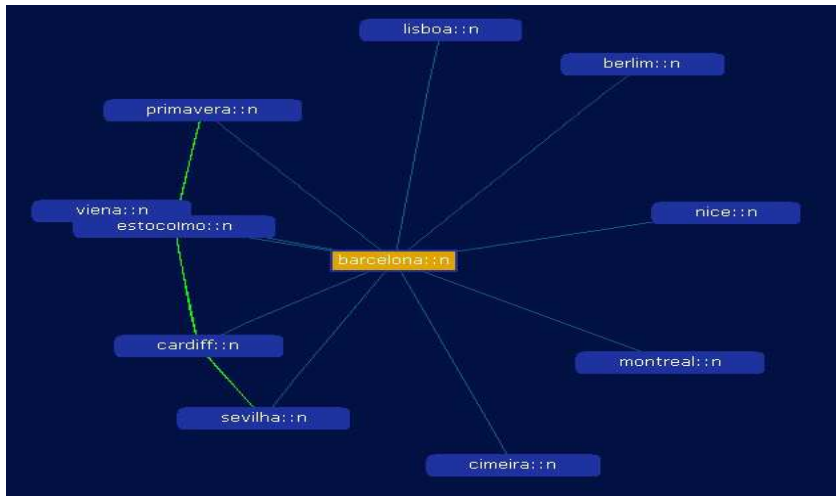 lisboa::n
berlim::n
primavera::n
viena::n
nice::n
estocolmo::n
barcelona::n
cardiff::n
montreal::n
sevilha::n
cimeira::n